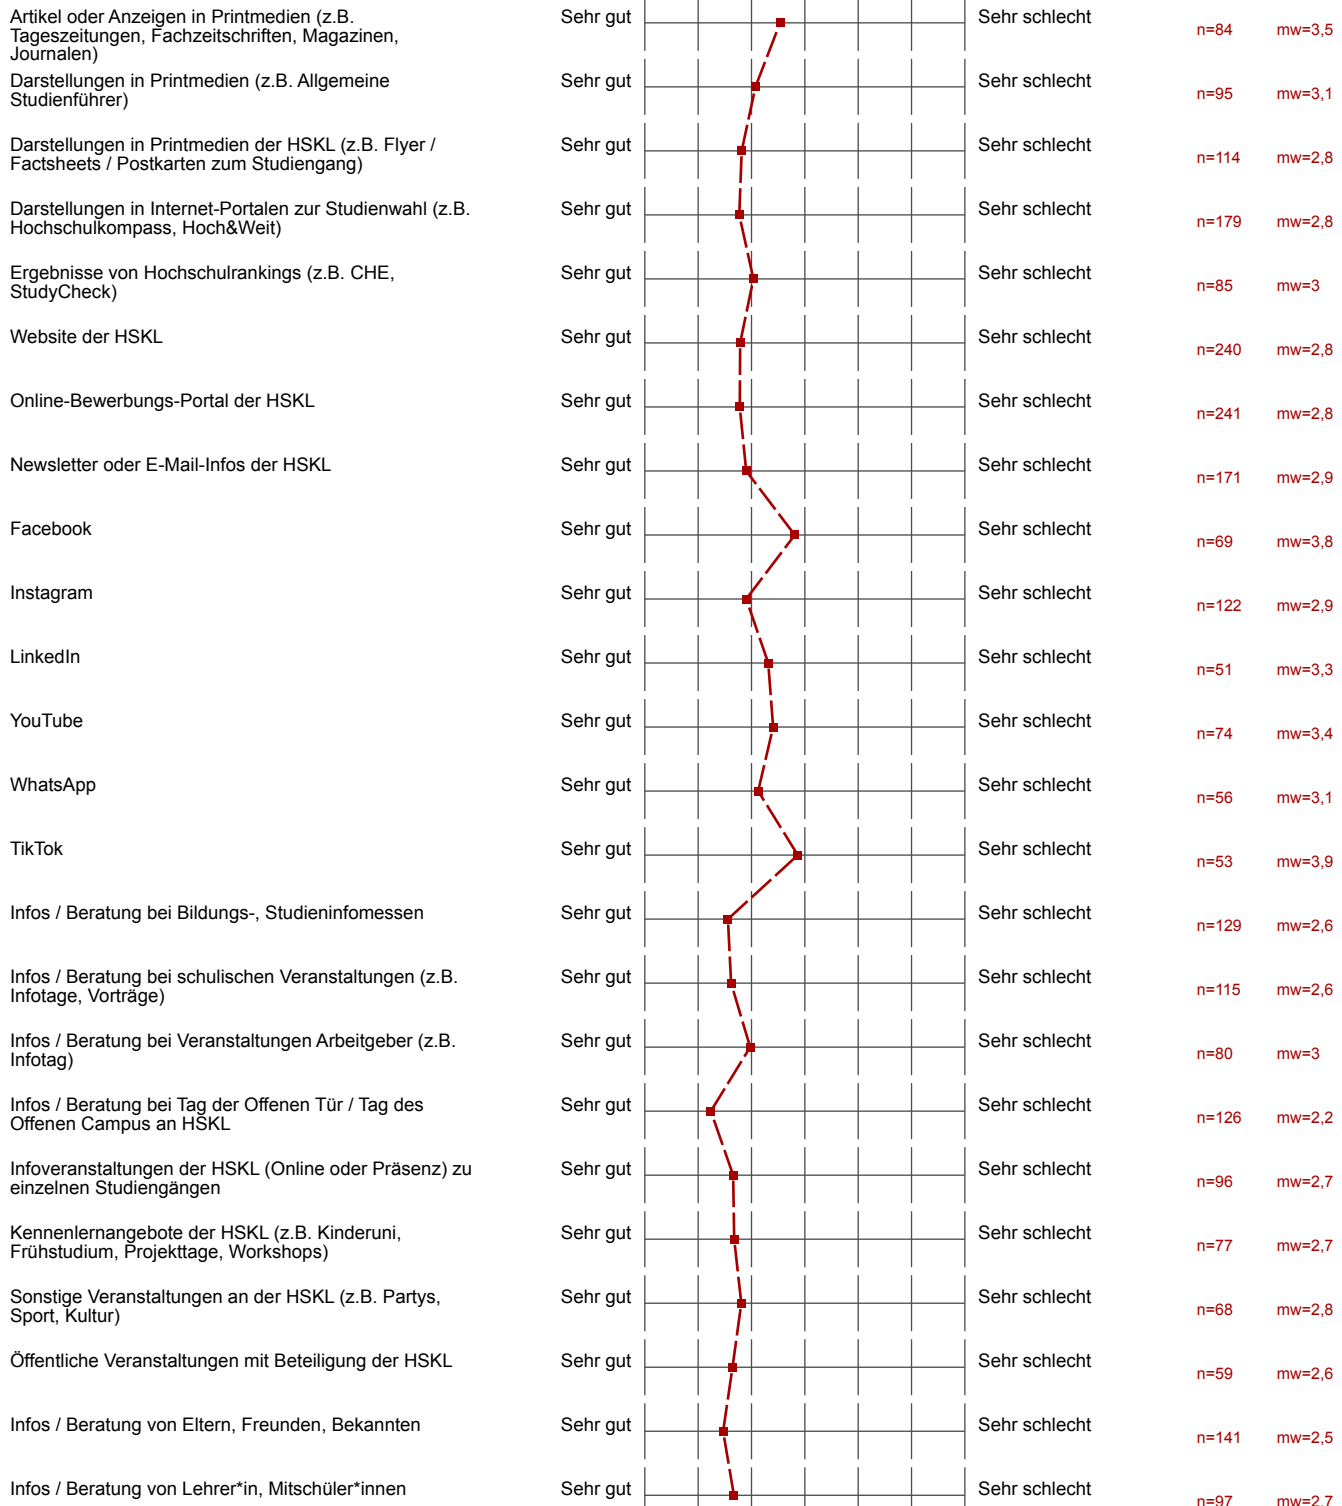 Artikel oder Anzeigen in Printmedien (z.B.
Tageszeitungen, Fachzeitschriften, Magazinen,
Journalen)
Sehr gut
Sehr schlecht
n=84
mw=3,5
Darstellungen in Printmedien (z.B. Allgemeine
Studienführer)
Sehr gut
Sehr schlecht
n=95
mw=3,1
Darstellungen in Printmedien der HSKL (z.B. Flyer /
Factsheets / Postkarten zum Studiengang)
Sehr gut
Sehr schlecht
n=114
mw=2,8
Darstellungen in Internet-Portalen zur Studienwahl (z.B.
Hochschulkompass, Hoch&Weit)
Sehr gut
Sehr schlecht
n=179
mw=2,8
Ergebnisse von Hochschulrankings (z.B. CHE,
StudyCheck)
Sehr gut
Sehr schlecht
n=85
mw=3
Website der HSKL
Sehr gut
Sehr schlecht
n=240
mw=2,8
Online-Bewerbungs-Portal der HSKL
Sehr gut
Sehr schlecht
n=241
mw=2,8
Newsletter oder E-Mail-Infos der HSKL
Sehr gut
Sehr schlecht
n=171
mw=2,9
Facebook
Sehr gut
Sehr schlecht
n=69
mw=3,8
Instagram
Sehr gut
Sehr schlecht
n=122
mw=2,9
LinkedIn
Sehr gut
Sehr schlecht
n=51
mw=3,3
YouTube
Sehr gut
Sehr schlecht
n=74
mw=3,4
WhatsApp
Sehr gut
Sehr schlecht
n=56
mw=3,1
TikTok
Sehr gut
Sehr schlecht
n=53
mw=3,9
Infos / Beratung bei Bildungs-, Studieninfomessen
Sehr gut
Sehr schlecht
n=129
mw=2,6
Infos / Beratung bei schulischen Veranstaltungen (z.B.
Infotage, Vorträge)
Sehr gut
Sehr schlecht
n=115
mw=2,6
Infos / Beratung bei Veranstaltungen Arbeitgeber (z.B.
Infotag)
Sehr gut
Sehr schlecht
n=80
mw=3
Infos / Beratung bei Tag der Offenen Tür / Tag des
Offenen Campus an HSKL
Sehr gut
Sehr schlecht
n=126
mw=2,2
Infoveranstaltungen der HSKL (Online oder Präsenz) zu
einzelnen Studiengängen
Sehr gut
Sehr schlecht
n=96
mw=2,7
Kennenlernangebote der HSKL (z.B. Kinderuni,
Frühstudium, Projekttage, Workshops)
Sehr gut
Sehr schlecht
n=77
mw=2,7
Sonstige Veranstaltungen an der HSKL (z.B. Partys,
Sport, Kultur)
Sehr gut
Sehr schlecht
n=68
mw=2,8
Öffentliche Veranstaltungen mit Beteiligung der HSKL
Sehr gut
Sehr schlecht
n=59
mw=2,6
Infos / Beratung von Eltern, Freunden, Bekannten
Sehr gut
Sehr schlecht
n=141
mw=2,5
Infos / Beratung von Lehrer*in, Mitschüler*innen
Sehr gut
Sehr schlecht
n=97
mw=2,7